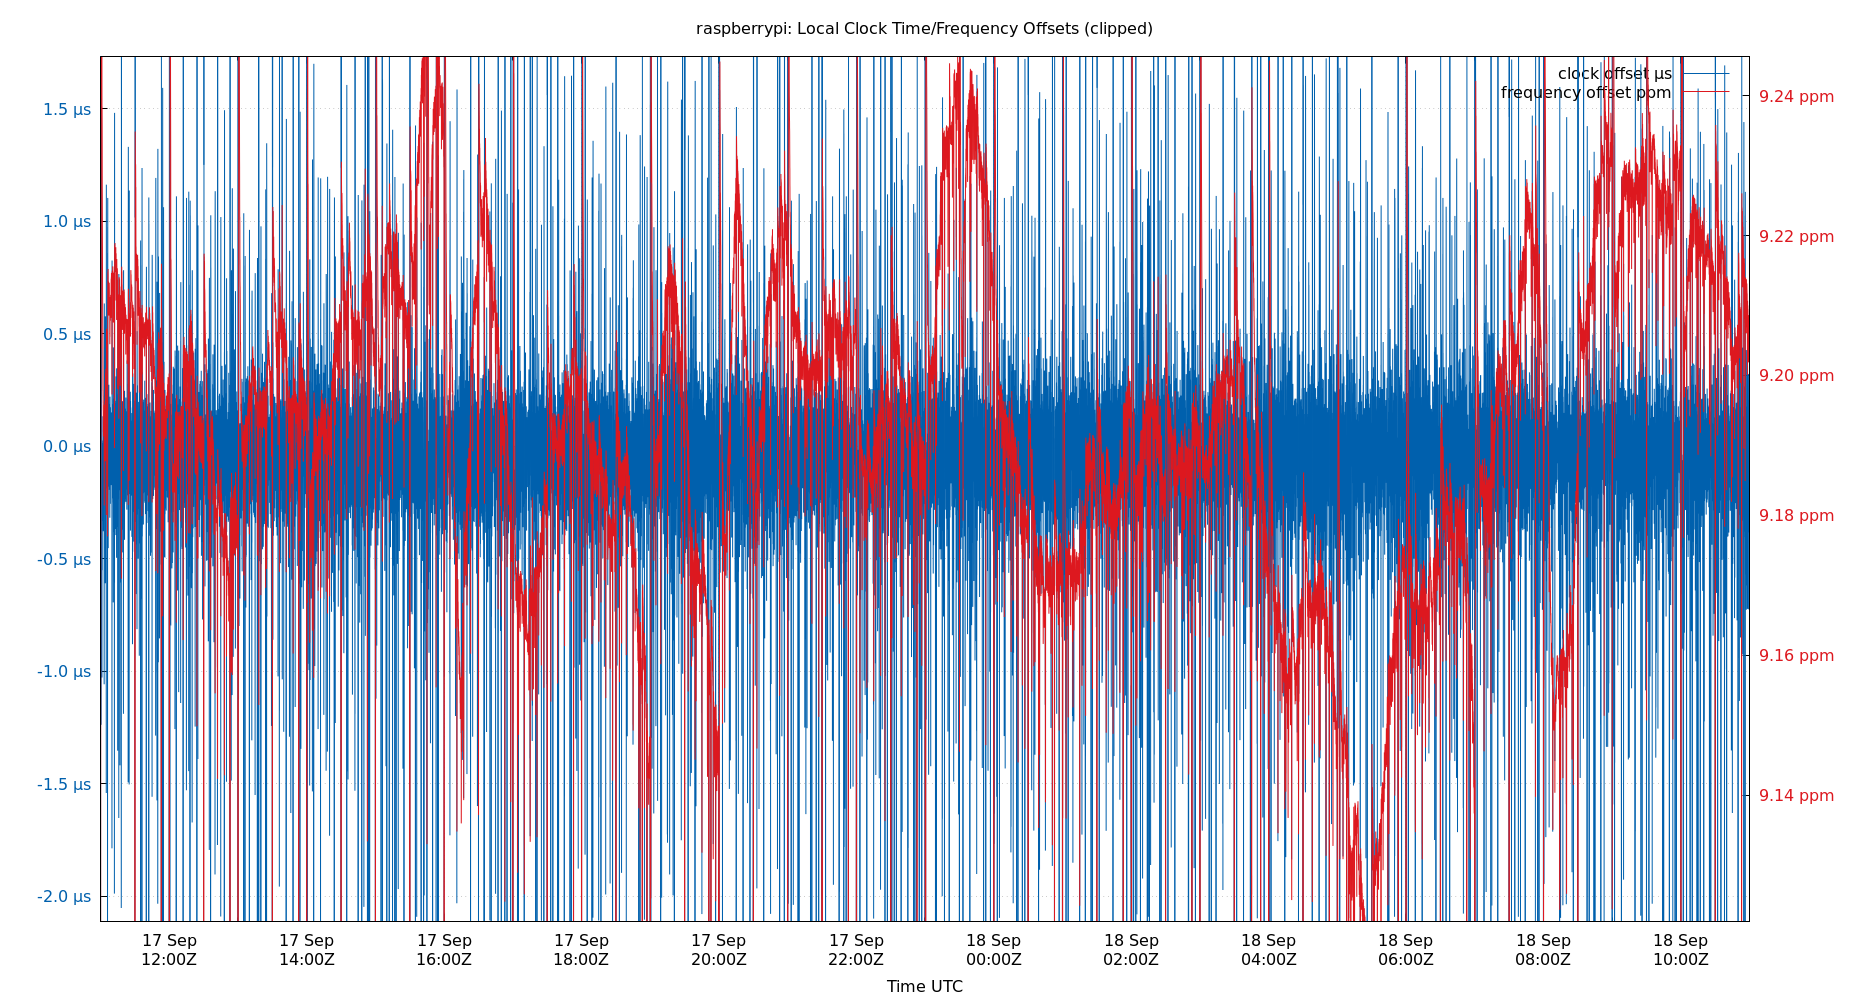 raspberrypi: Local Clock Time/Frequency Offsets (clipped)
clock offset µs
frequency offset ppm
1.5 µs
1.0 µs
0.5 µs
0.0 µs
-0.5 µs
-1.0 µs
-1.5 µs
-2.0 µs
9.24 ppm
9.22 ppm
9.20 ppm
9.18 ppm
9.16 ppm
9.14 ppm
17 Sep 17 Sep 17 Sep 17 Sep 17 Sep 17 Sep 18 Sep 18 Sep 18 Sep 18 Sep 18 Sep 18 Sep
12:00Z 14:00Z 16:00Z 18:00Z 20:00Z 22:00Z 00:00Z 02:00Z 04:00Z 06:00Z 08:00Z 10:00Z
Time UTC